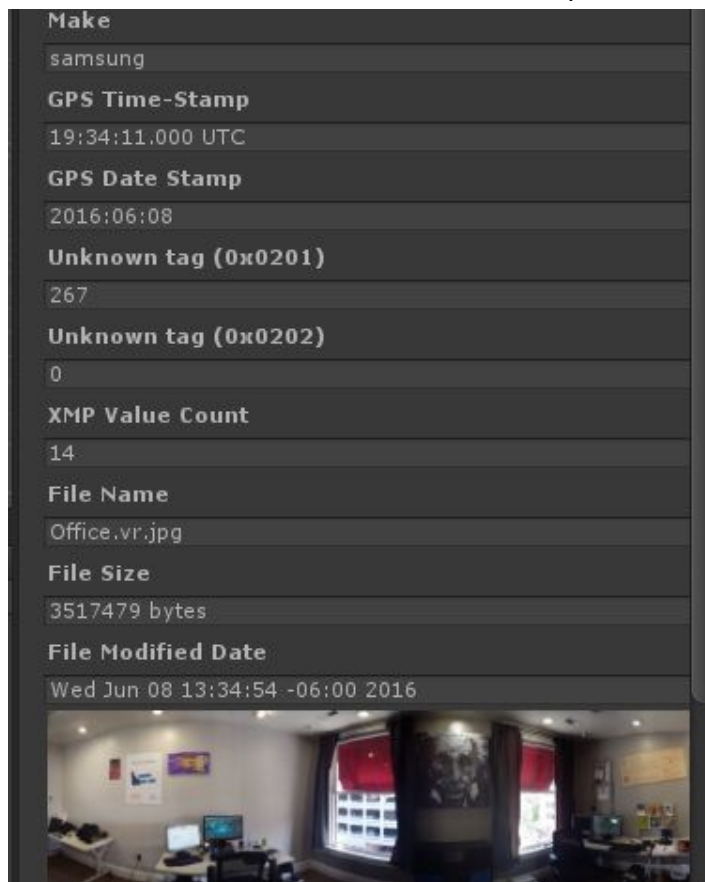 Make
samsung
GPS Time-Stamp
19:34:11.000 UTC
GPS Date Stamp
2016:06:08
Unknown tag (0x0201)
267
Unknown tag (0x0202)
0
XMP Value Count
14
File Name
Office.vr.jpg
File Size
3517479 bytes
File Modified Date
Wed Jun 08 13:34:54 -06:00 2016